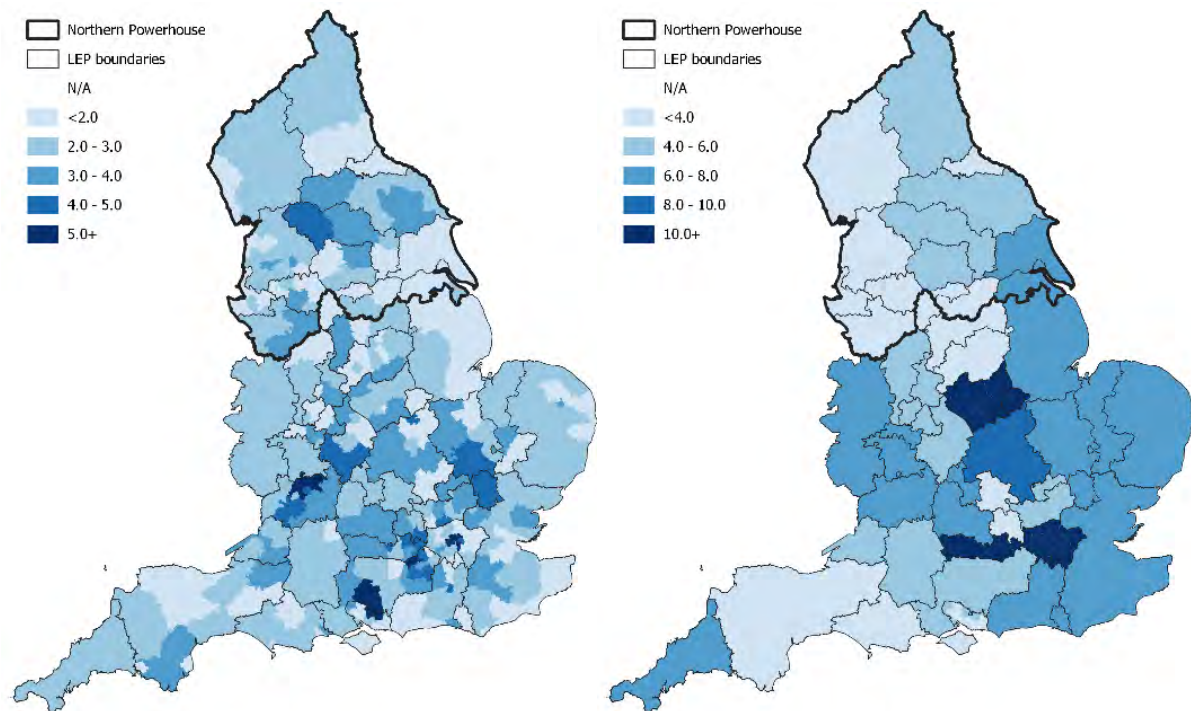 Northern Powerhouse
LEP boundaries
N/A
<2.0
2.0 - 3.0
3.0 - 4.0
4.0 - 5.0
5.0+
Northern Powerhouse
LEP boundaries
N/A
<4.0
4.0 - 6.0
6.0 - 8.0
8.0 - 10.0
10.0+